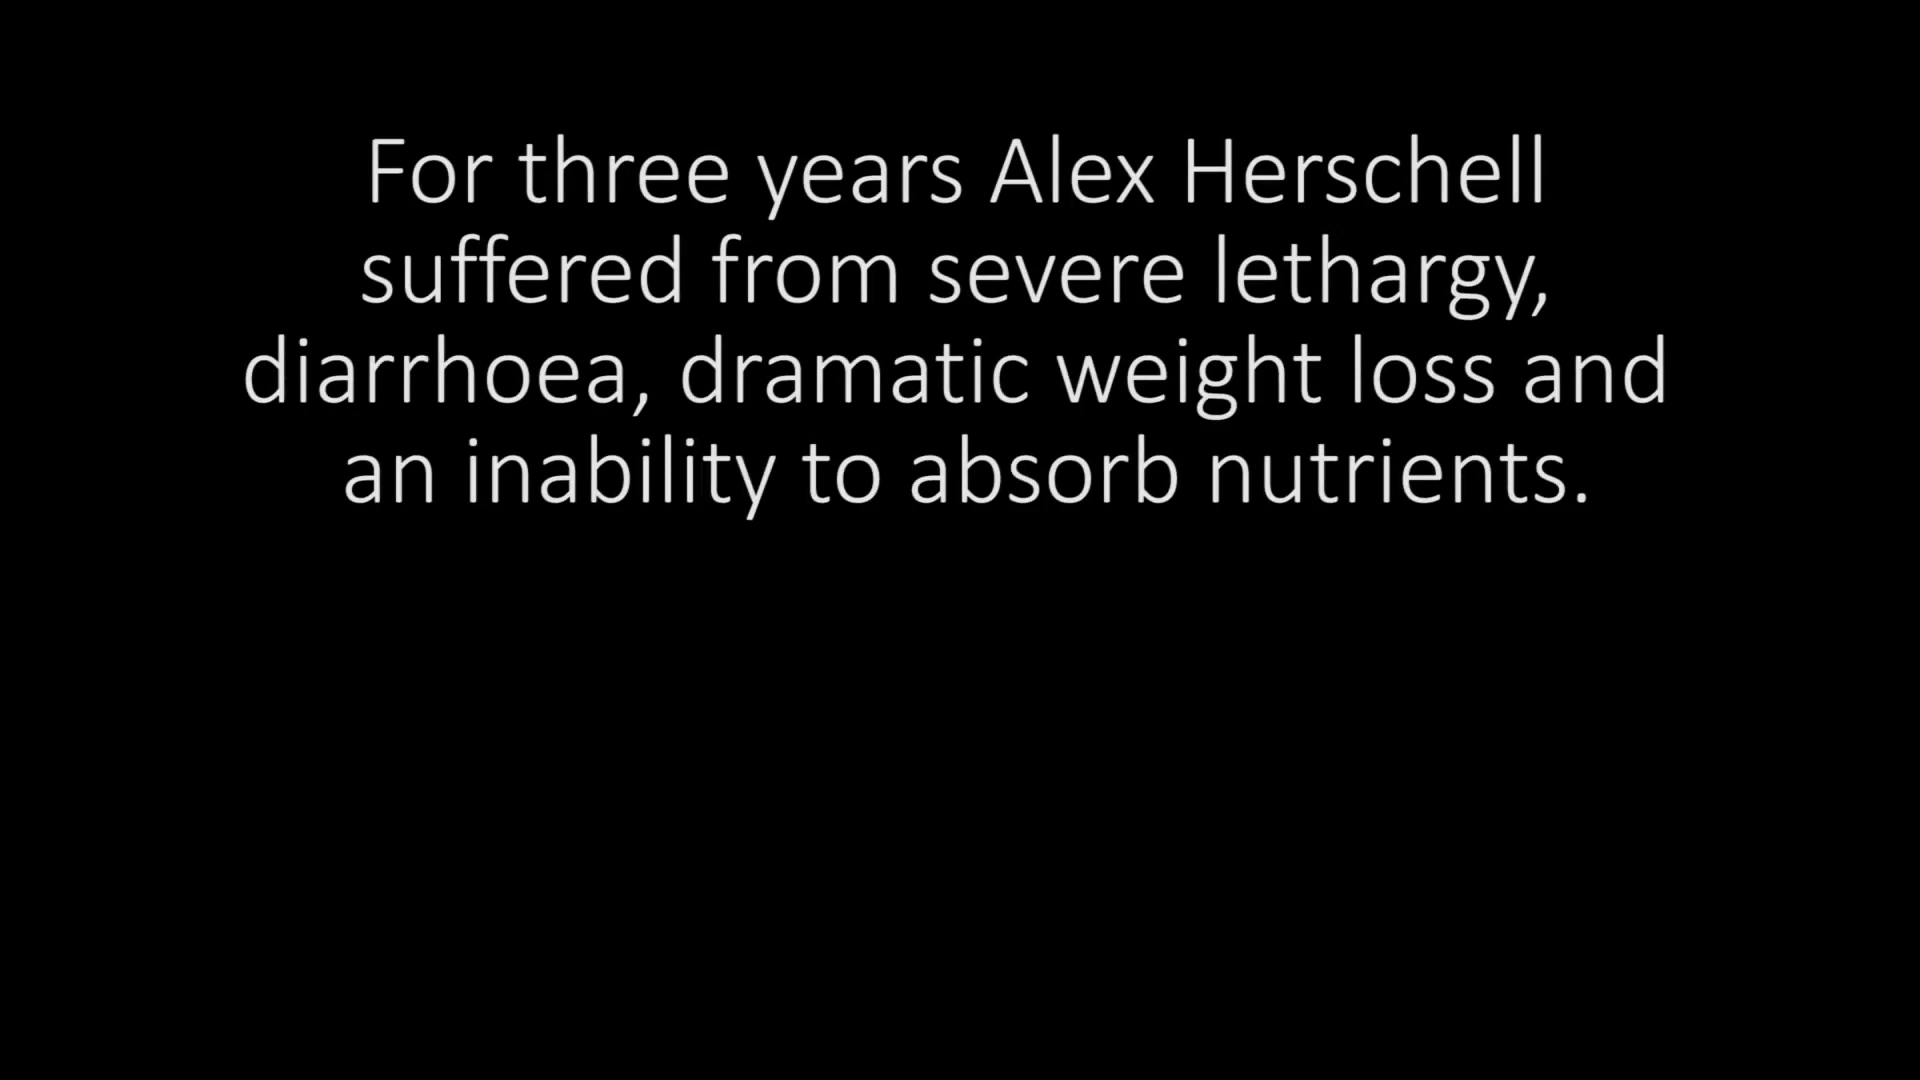 For three years Alex Herschell
suffered from severe lethargy,
diarrhoea, dramatic weight loss and
an inability to absorb nutrients.